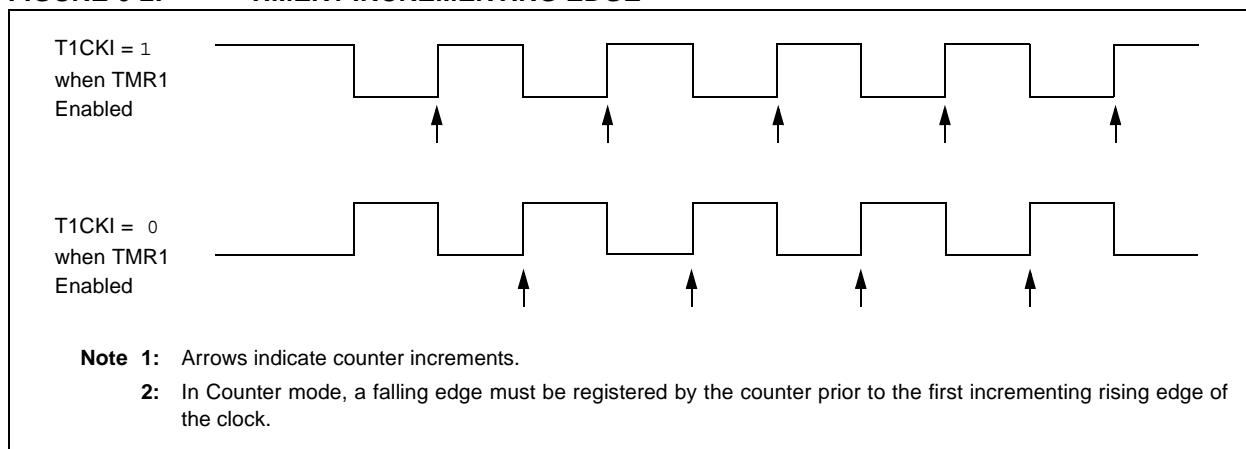 T1CKI = 1
when TMR1
Enabled
T1CKI = 0
when TMR1
Enabled
Note 1: Arrows indicate counter increments.
2: In Counter mode, a falling edge must be registered by the counter prior to the first incrementing rising edge of
the clock.